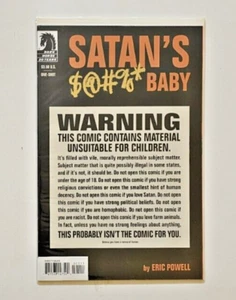 SATAN'S
$@#%*
BABY
WARNING
THIS COMIC CONTAINS MATERIAL
UNSUITABLE FOR CHILDREN.
It's filled with vile, morally reprehensible subject matter.
Subject matter that is quite possibly illegal in some states,
and if it's not, it should be. Do not open this comic if you are
under the age of 18. Do not open this comic if you have strong
religious convictions or even the smallest hint of human
decency. Do not open this comic if you love Satan. Do not open
this comic if you have strong political beliefs. Do not open
this comic if you are homophobic. Do not open this comic if
you are racist. Do not open this comic if you love farm animals.
In fact, unless you have no strong feelings about anything,
THIS PROBABLY ISN'T THE COMIC FOR YOU.
by ERIC POWELL